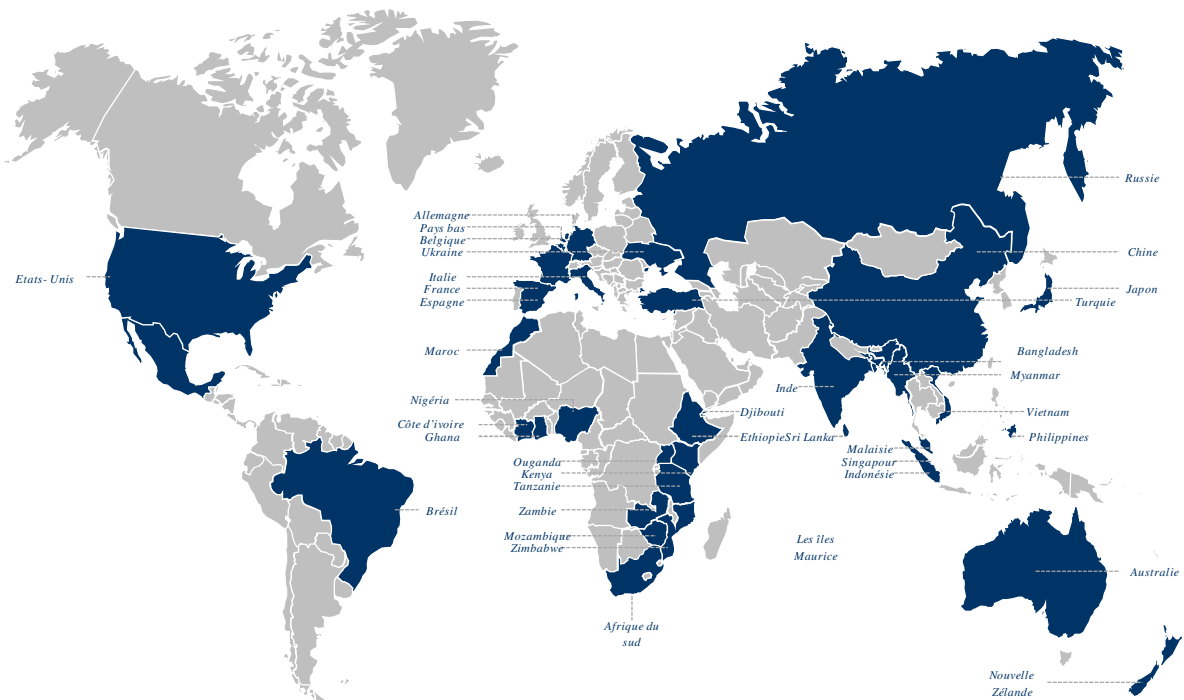 Russie
Allemagne
Pays bas
Belgique
Ukraine
Chine
Etats- Unis
Italie
France
Espagne
Japon
Turquie
Maroc
Bangladesh
Myanmar
Inde
Nigéria
Djibouti
Vietnam
Côte d'ivoire
Ghana
EthiopieSri Lanka
Philippines
Malaisie
Singapour
Indonésie
Ouganda
Kenya
Tanzanie
Zambie
Brésil
Mozambique
Zimbabwe
Les îles
Maurice
Australie
Afrique du
sud
Nouvelle
Zélande